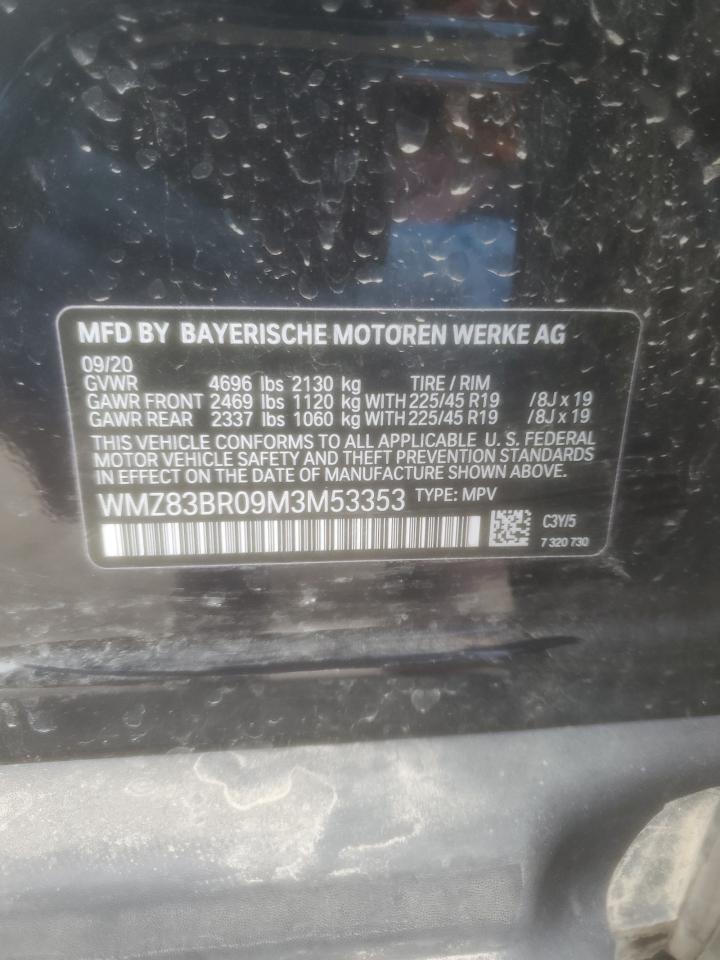 MFD BY BAYERISCHE MOTOREN WERKE AG
09/20
GVWR 4696 lbs 2130 kg TIRE / RIM
GAWR FRONT 2469 lbs 1120 kg WITH 225/45 R19 /8J x 19
GAWR REAR 2337 lbs 1060 kg WITH 225/45 R19 /8J x 19
THIS VEHICLE CONFORMS TO ALL APPLICABLE U. S. FEDERAL
MOTOR VEHICLE SAFETY AND THEFT PREVENTION STANDARDS
IN EFFECT ON THE DATE OF MANUFACTURE SHOWN ABOVE.
WMZ83BR09M3M53353 TYPE: MPV
C3Y/5
7 320 730